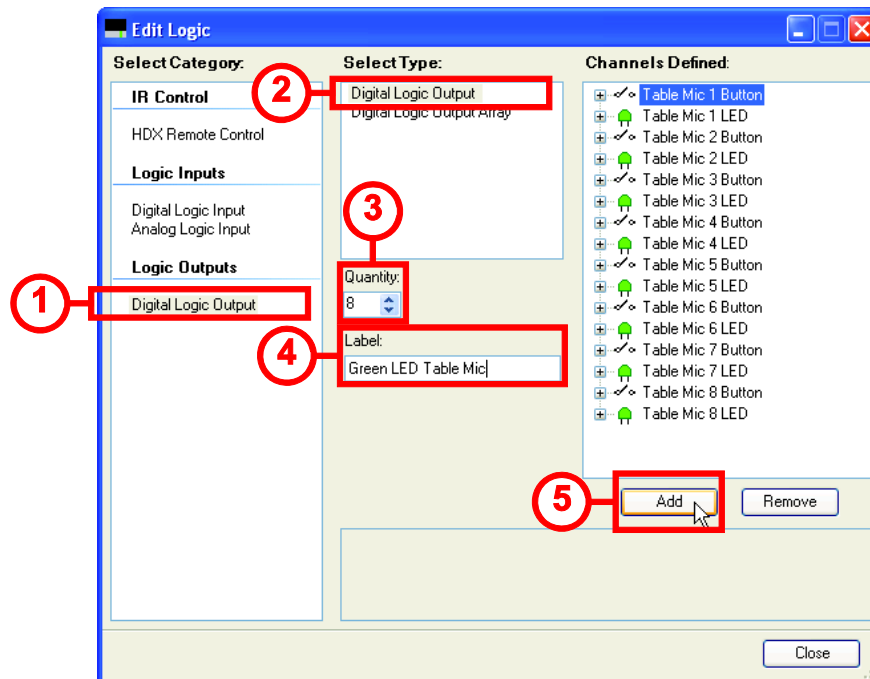 Edit Logic
Select Category:
IR Control
HDX Remote Control
Logic Inputs
Digital Logic Input
Analog Logic Input
Logic Outputs
1
Digital Logic Output
Select Type:
2
Digital Logic Output
Digital Logic Output Array
3
Quantity:
8
4
Label:
Green LED Table Mic
Channels Defined:
Table Mic 1 Button
Table Mic 1 LED
Table Mic 2 Button
Table Mic 2 LED
Table Mic 3 Button
Table Mic 3 LED
Table Mic 4 Button
Table Mic 4 LED
Table Mic 5 Button
Table Mic 5 LED
Table Mic 6 Button
Table Mic 6 LED
Table Mic 7 Button
Table Mic 7 LED
Table Mic 8 Button
Table Mic 8 LED
5
Add
Remove
Close